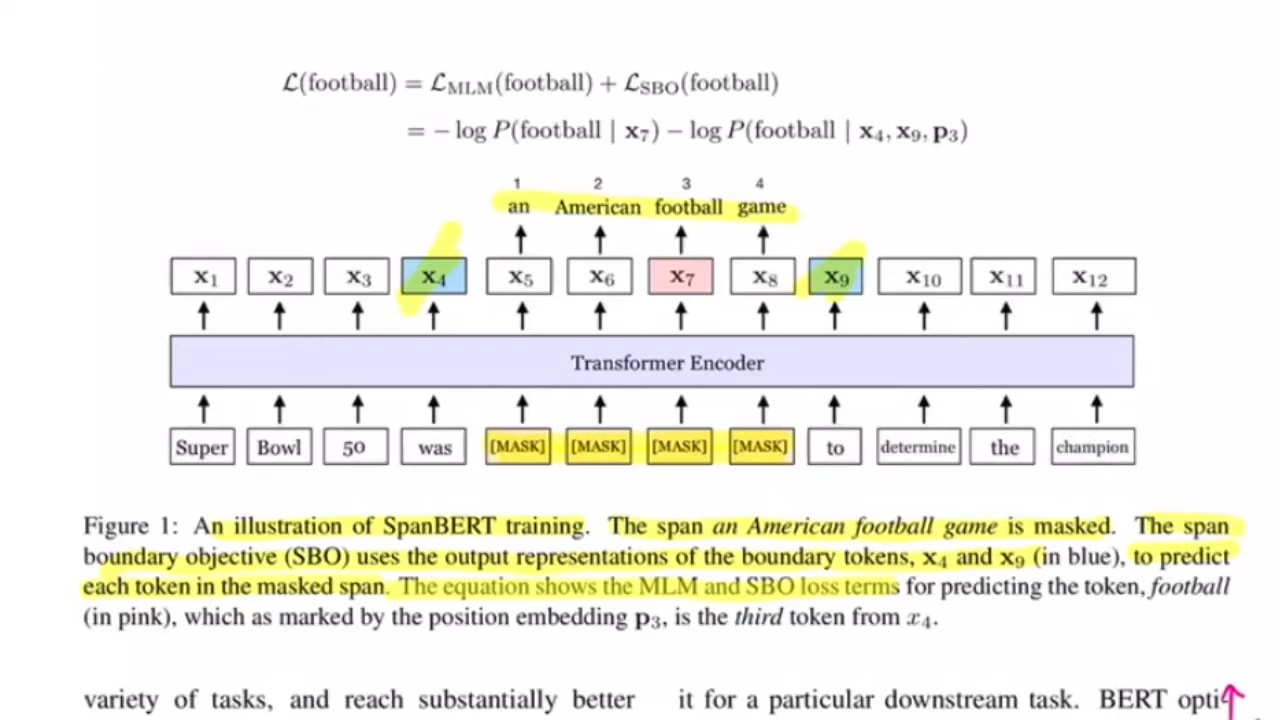 ℒ(football) = ℒMLM(football) + ℒSBO(football)
= − log P(football | x7) − log P(football | x4, x9, p3)
1 2 3 4
an American football game
x1 x2 x3 x4 x5 x6 x7 x8 x9 x10 x11 x12
Transformer Encoder
Super Bowl 50 was [MASK] [MASK] [MASK] [MASK] to determine the champion
Figure 1: An illustration of SpanBERT training. The span an American football game is masked. The span
boundary objective (SBO) uses the output representations of the boundary tokens, x4 and x9 (in blue), to predict
each token in the masked span. The equation shows the MLM and SBO loss terms for predicting the token, football
(in pink), which as marked by the position embedding p3, is the third token from x4.
variety of tasks, and reach substantially better
it for a particular downstream task. BERT opti